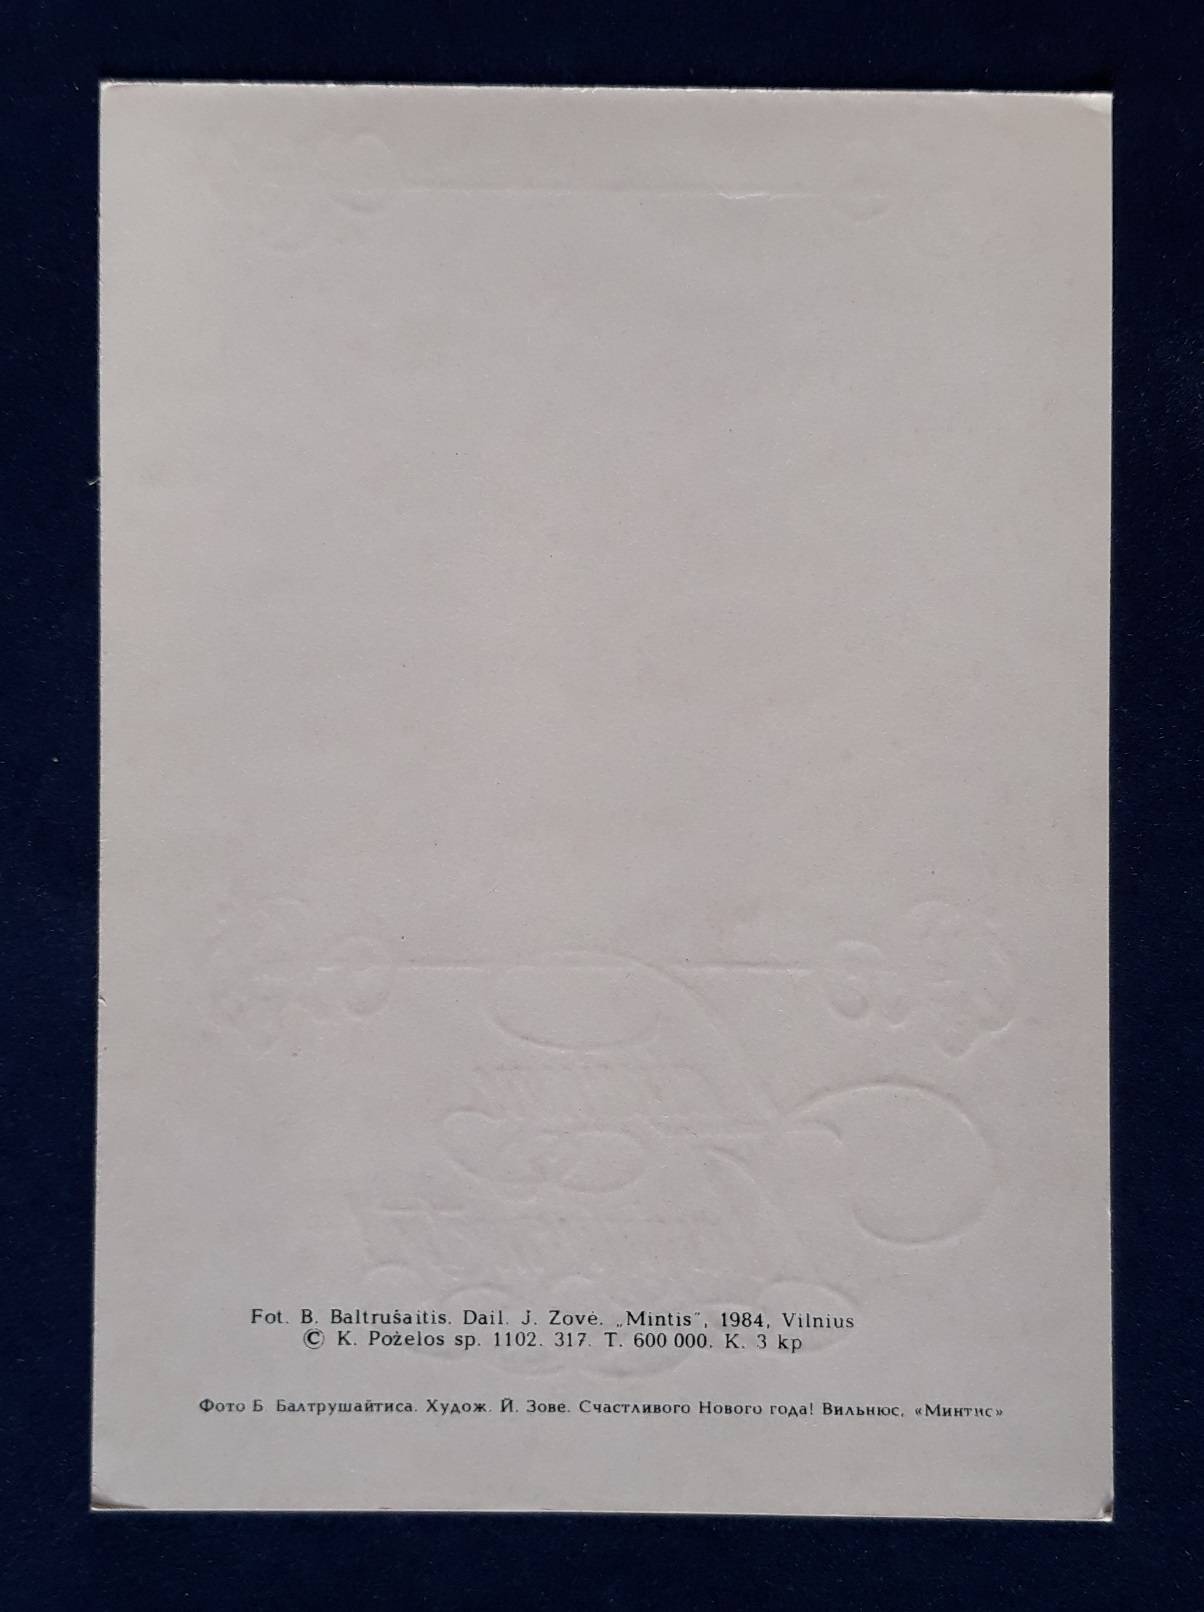 Fot. B. Baltrušaitis. Dail. J. Zovė. „Mintis", 1984, Vilnius
© K. Poželos sp. 1102. 317. T. 600 000. K. 3 kp
Фото Б. Балтрушайтиса. Худож. Й. Зове. Счастливого Нового года! Вильнюс, «Минтис»